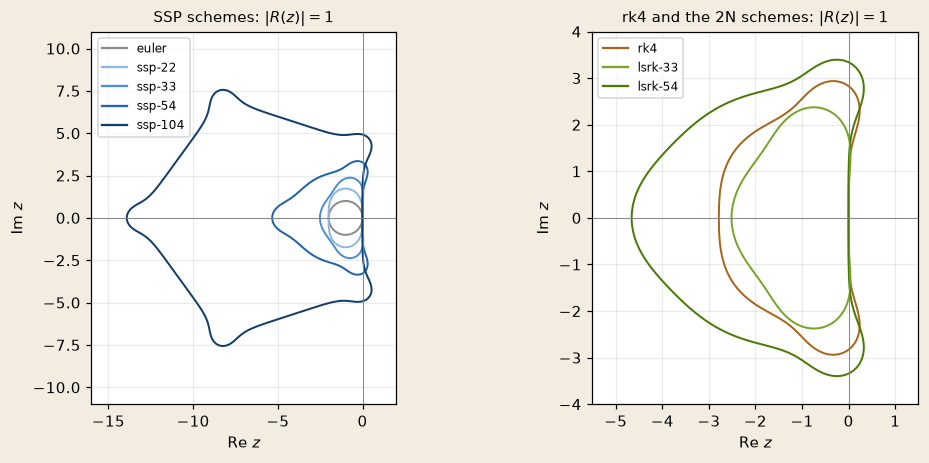 SSP schemes: |R(z)| = 1
euler
ssp-22
ssp-33
ssp-54
ssp-104
10.0
7.5
5.0
2.5
0.0
−2.5
−5.0
−7.5
−10.0
Im z
−15
−10
−5
0
Re z
rk4 and the 2N schemes: |R(z)| = 1
rk4
lsrk-33
lsrk-54
4
3
2
1
0
−1
−2
−3
−4
Im z
−5
−4
−3
−2
−1
0
1
Re z